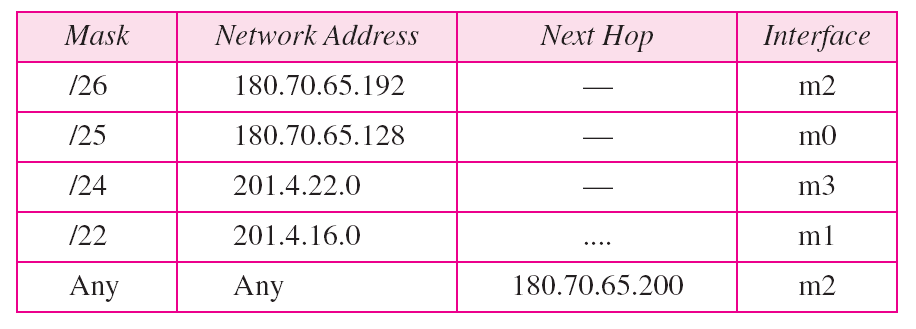 Mask Network Address Next Hop Interface
/26 180.70.65.192 — m2
/25 180.70.65.128 — m0
/24 201.4.22.0 — m3
/22 201.4.16.0 .... m1
Any Any 180.70.65.200 m2